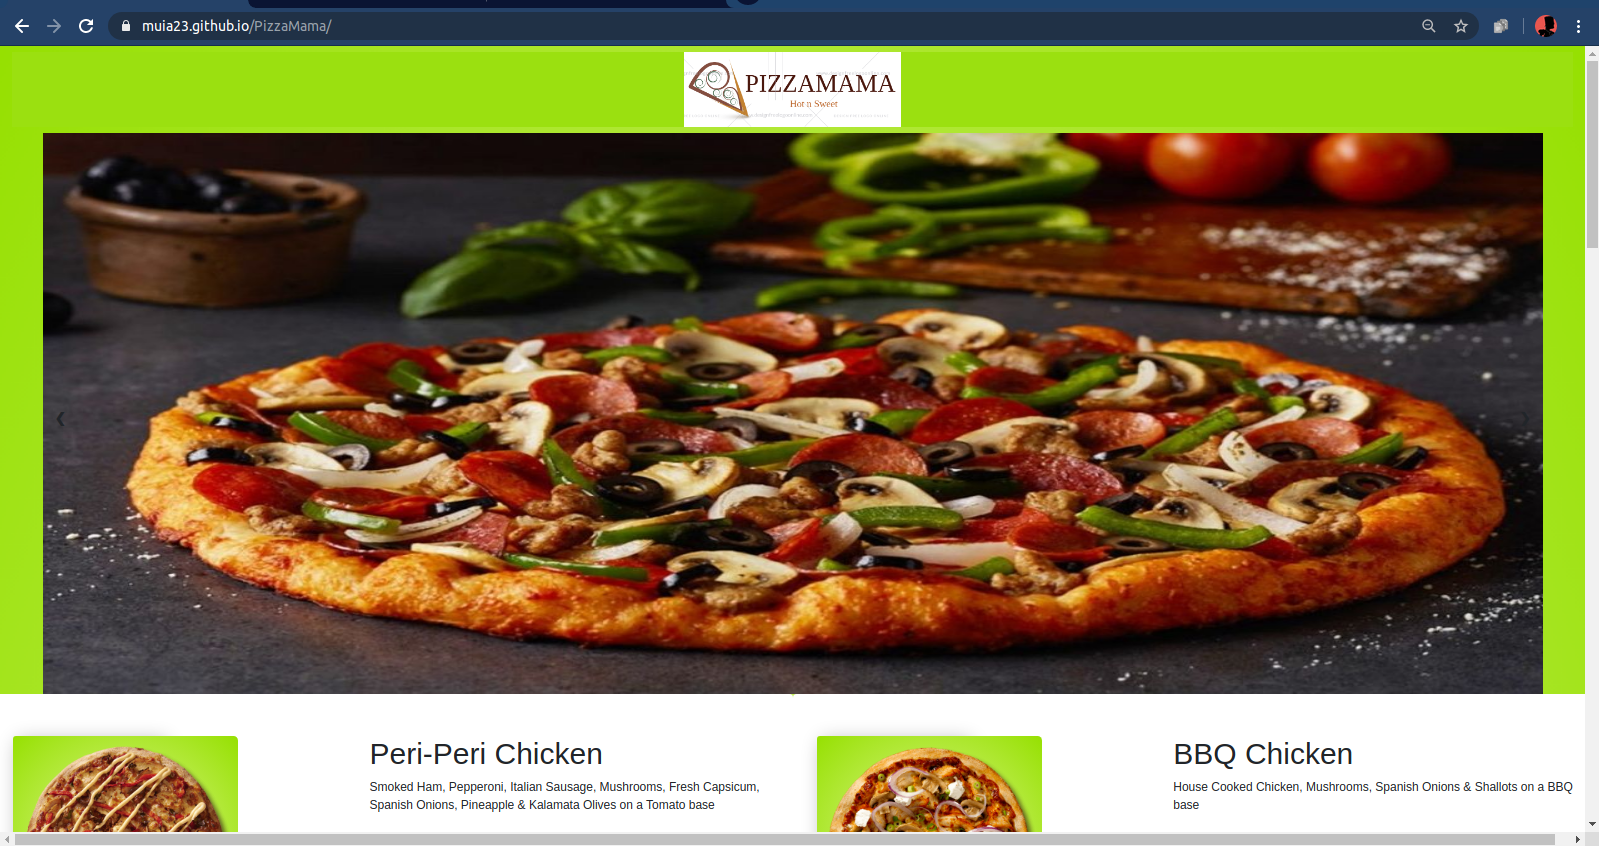 muia23.github.io/PizzaMama/
PIZZAMAMA
Hot n Sweet
Peri-Peri Chicken
Smoked Ham, Pepperoni, Italian Sausage, Mushrooms, Fresh Capsicum,
Spanish Onions, Pineapple & Kalamata Olives on a Tomato base
BBQ Chicken
House Cooked Chicken, Mushrooms, Spanish Onions & Shallots on a BBQ
base